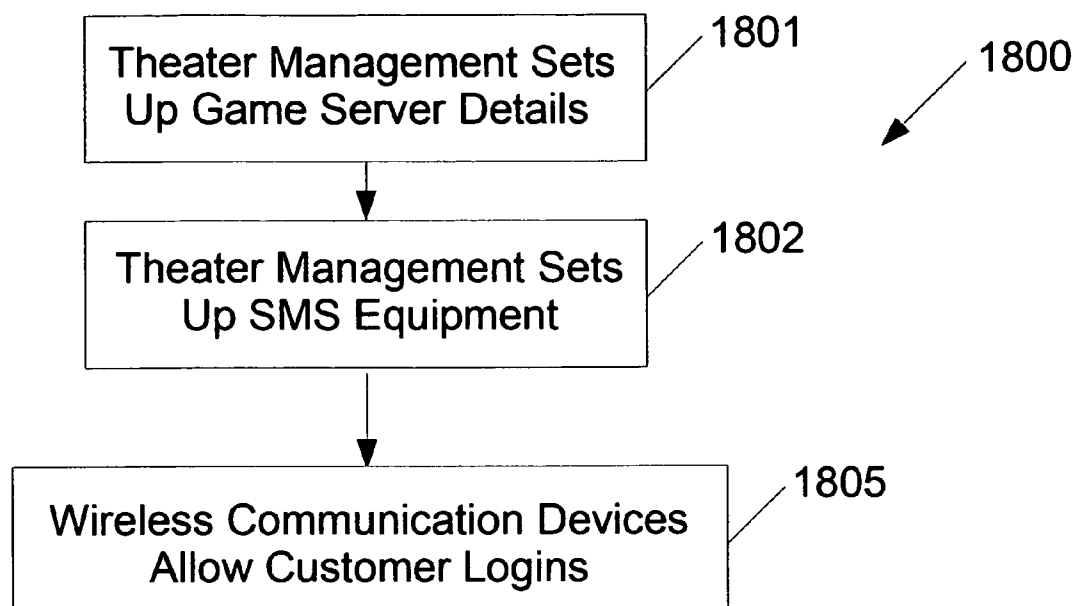 Theater Management Sets
Up Game Server Details
1801
1800
Theater Management Sets
Up SMS Equipment
1802
Wireless Communication Devices
Allow Customer Logins
1805